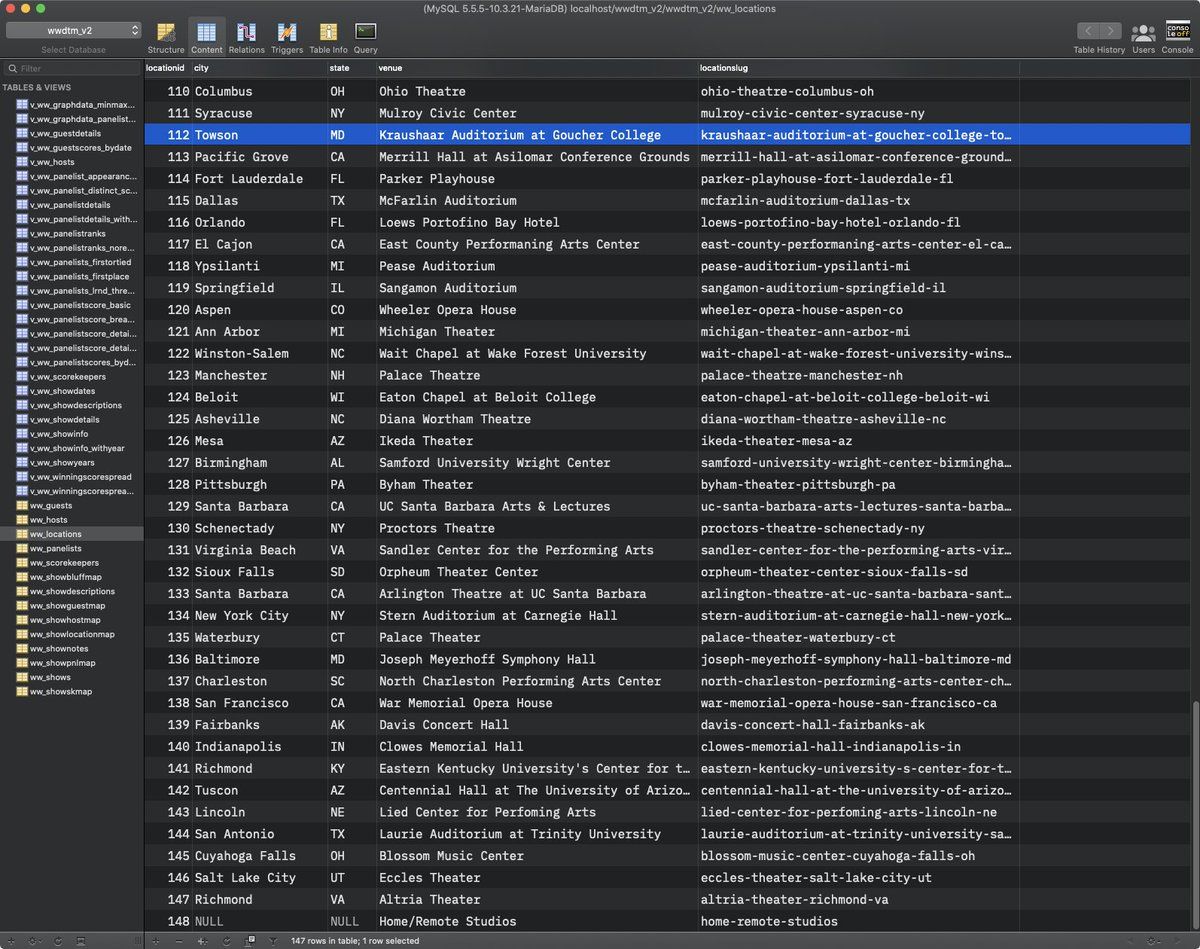 (MySQL 5.5.5-10.3.21-MariaDB) localhost/wwdtm_v2/wwdtm_v2/ww_locations
wwdtm_v2
Select Database
Structure Content Relations Triggers Table Info Query
Table History Users Console
conso
le off
Filter
TABLES & VIEWS
v_ww_graphdata_minmax...
v_ww_graphdata_panelist...
v_ww_guestdetails
v_ww_guestscores_bydate
v_ww_hosts
v_ww_panelist_appearanc...
v_ww_panelist_distinct_sc...
v_ww_panelistdetails
v_ww_panelistdetails_with...
v_ww_panelistranks
v_ww_panelistranks_nore...
v_ww_panelists_firstortied
v_ww_panelists_firstplace
v_ww_panelists_lrnd_thre...
v_ww_panelistscore_basic
v_ww_panelistscore_brea...
v_ww_panelistscore_detai...
v_ww_panelistscore_detai...
v_ww_panelistscores_byd...
v_ww_scorekeepers
v_ww_showdates
v_ww_showdescriptions
v_ww_showdetails
v_ww_showinfo
v_ww_showinfo_withyear
v_ww_showyears
v_ww_winningscorespread
v_ww_winningscoresprea...
ww_guests
ww_hosts
ww_locations
ww_panelists
ww_scorekeepers
ww_showbluffmap
ww_showdescriptions
ww_showguestmap
ww_showhostmap
ww_showlocationmap
ww_shownotes
ww_showpnlmap
ww_shows
ww_showskmap
locationid city state venue locationslug
110 Columbus OH Ohio Theatre ohio-theatre-columbus-oh
111 Syracuse NY Mulroy Civic Center mulroy-civic-center-syracuse-ny
112 Towson MD Kraushaar Auditorium at Goucher College kraushaar-auditorium-at-goucher-college-to…
113 Pacific Grove CA Merrill Hall at Asilomar Conference Grounds merrill-hall-at-asilomar-conference-ground…
114 Fort Lauderdale FL Parker Playhouse parker-playhouse-fort-lauderdale-fl
115 Dallas TX McFarlin Auditorium mcfarlin-auditorium-dallas-tx
116 Orlando FL Loews Portofino Bay Hotel loews-portofino-bay-hotel-orlando-fl
117 El Cajon CA East County Performaning Arts Center east-county-performaning-arts-center-el-ca…
118 Ypsilanti MI Pease Auditorium pease-auditorium-ypsilanti-mi
119 Springfield IL Sangamon Auditorium sangamon-auditorium-springfield-il
120 Aspen CO Wheeler Opera House wheeler-opera-house-aspen-co
121 Ann Arbor MI Michigan Theater michigan-theater-ann-arbor-mi
122 Winston-Salem NC Wait Chapel at Wake Forest University wait-chapel-at-wake-forest-university-wins…
123 Manchester NH Palace Theatre palace-theatre-manchester-nh
124 Beloit WI Eaton Chapel at Beloit College eaton-chapel-at-beloit-college-beloit-wi
125 Asheville NC Diana Wortham Theatre diana-wortham-theatre-asheville-nc
126 Mesa AZ Ikeda Theater ikeda-theater-mesa-az
127 Birmingham AL Samford University Wright Center samford-university-wright-center-birmingha…
128 Pittsburgh PA Byham Theater byham-theater-pittsburgh-pa
129 Santa Barbara CA UC Santa Barbara Arts & Lectures uc-santa-barbara-arts-lectures-santa-barba…
130 Schenectady NY Proctors Theatre proctors-theatre-schenectady-ny
131 Virginia Beach VA Sandler Center for the Performing Arts sandler-center-for-the-performing-arts-vir…
132 Sioux Falls SD Orpheum Theater Center orpheum-theater-center-sioux-falls-sd
133 Santa Barbara CA Arlington Theatre at UC Santa Barbara arlington-theatre-at-uc-santa-barbara-sant…
134 New York City NY Stern Auditorium at Carnegie Hall stern-auditorium-at-carnegie-hall-new-york…
135 Waterbury CT Palace Theater palace-theater-waterbury-ct
136 Baltimore MD Joseph Meyerhoff Symphony Hall joseph-meyerhoff-symphony-hall-baltimore-md
137 Charleston SC North Charleston Performing Arts Center north-charleston-performing-arts-center-ch…
138 San Francisco CA War Memorial Opera House war-memorial-opera-house-san-francisco-ca
139 Fairbanks AK Davis Concert Hall davis-concert-hall-fairbanks-ak
140 Indianapolis IN Clowes Memorial Hall clowes-memorial-hall-indianapolis-in
141 Richmond KY Eastern Kentucky University's Center for t… eastern-kentucky-university-s-center-for-t…
142 Tuscon AZ Centennial Hall at The University of Arizo… centennial-hall-at-the-university-of-arizo…
143 Lincoln NE Lied Center for Perfoming Arts lied-center-for-perfoming-arts-lincoln-ne
144 San Antonio TX Laurie Auditorium at Trinity University laurie-auditorium-at-trinity-university-sa…
145 Cuyahoga Falls OH Blossom Music Center blossom-music-center-cuyahoga-falls-oh
146 Salt Lake City UT Eccles Theater eccles-theater-salt-lake-city-ut
147 Richmond VA Altria Theater altria-theater-richmond-va
148 NULL NULL Home/Remote Studios home-remote-studios
147 rows in table; 1 row selected